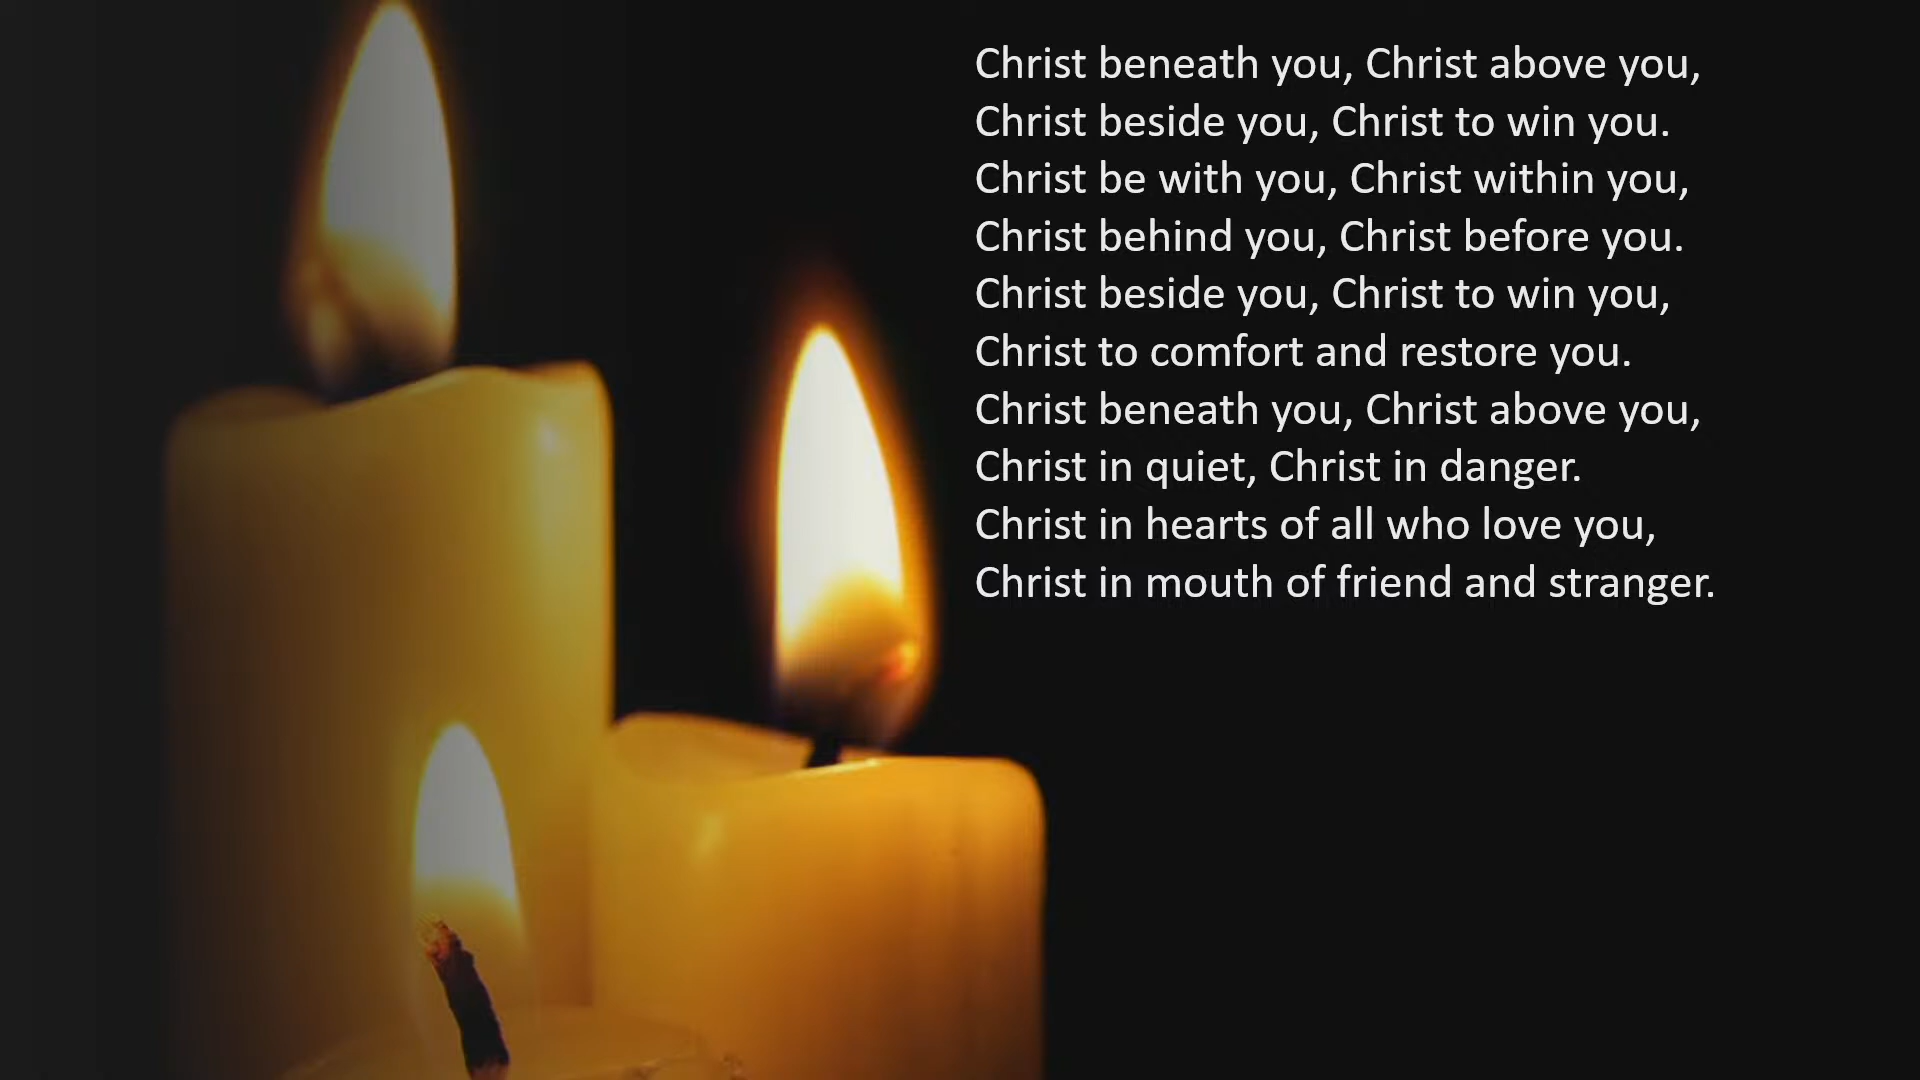 Christ beneath you, Christ above you,
Christ beside you, Christ to win you.
Christ be with you, Christ within you,
Christ behind you, Christ before you.
Christ beside you, Christ to win you,
Christ to comfort and restore you.
Christ beneath you, Christ above you,
Christ in quiet, Christ in danger.
Christ in hearts of all who love you,
Christ in mouth of friend and stranger.